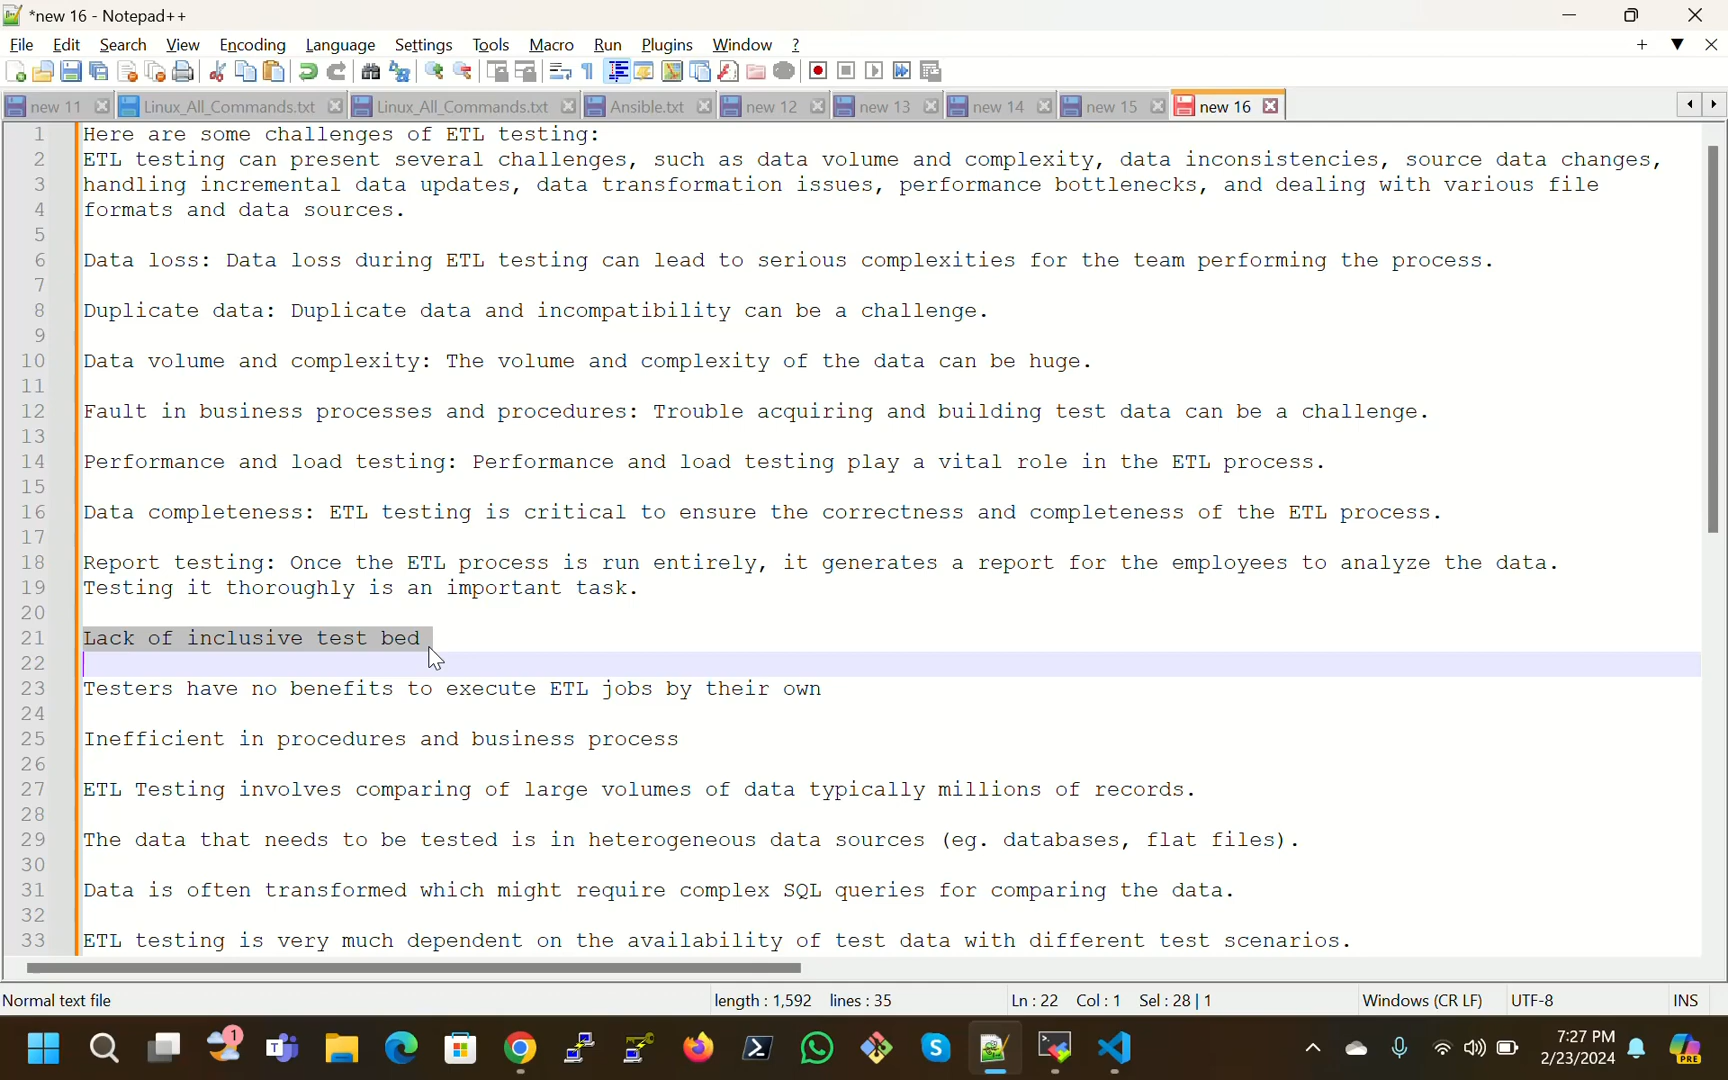 *new 16 - Notepad++
File Edit Search View Encoding Language Settings Tools Macro Run Plugins Window ?
new 11 Linux_All_Commands.txt Linux_All_Commands.txt Ansible.txt new 12 new 13 new 14 new 15 new 16
1 Here are some challenges of ETL testing:
2 ETL testing can present several challenges, such as data volume and complexity, data inconsistencies, source data changes,
3 handling incremental data updates, data transformation issues, performance bottlenecks, and dealing with various file
4 formats and data sources.
5
6 Data loss: Data loss during ETL testing can lead to serious complexities for the team performing the process.
7
8 Duplicate data: Duplicate data and incompatibility can be a challenge.
9
10 Data volume and complexity: The volume and complexity of the data can be huge.
11
12 Fault in business processes and procedures: Trouble acquiring and building test data can be a challenge.
13
14 Performance and load testing: Performance and load testing play a vital role in the ETL process.
15
16 Data completeness: ETL testing is critical to ensure the correctness and completeness of the ETL process.
17
18 Report testing: Once the ETL process is run entirely, it generates a report for the employees to analyze the data.
19 Testing it thoroughly is an important task.
20
21 Lack of inclusive test bed
22
23 Testers have no benefits to execute ETL jobs by their own
24
25 Inefficient in procedures and business process
26
27 ETL Testing involves comparing of large volumes of data typically millions of records.
28
29 The data that needs to be tested is in heterogeneous data sources (eg. databases, flat files).
30
31 Data is often transformed which might require complex SQL queries for comparing the data.
32
33 ETL testing is very much dependent on the availability of test data with different test scenarios.
Normal text file length : 1,592 lines : 35 Ln : 22 Col : 1 Sel : 28 | 1 Windows (CR LF) UTF-8 INS
1
7:27 PM
2/23/2024
PRE